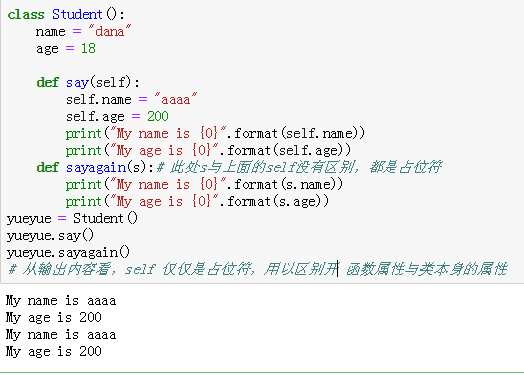 class Student():
    name = "dana"
    age = 18
    def say(self):
        self.name = "aaaa"
        self.age = 200
        print("My name is {0}".format(self.name))
        print("My age is {0}".format(self.age))
    def sayagain(s):# 此处s与上面的self没有区别，都是占位符
        print("My name is {0}".format(s.name))
        print("My age is {0}".format(s.age))
yueyue = Student()
yueyue.say()
yueyue.sayagain()
# 从输出内容看，self 仅仅是占位符，用以区别开 函数属性与类本身的属性
My name is aaaa
My age is 200
My name is aaaa
My age is 200